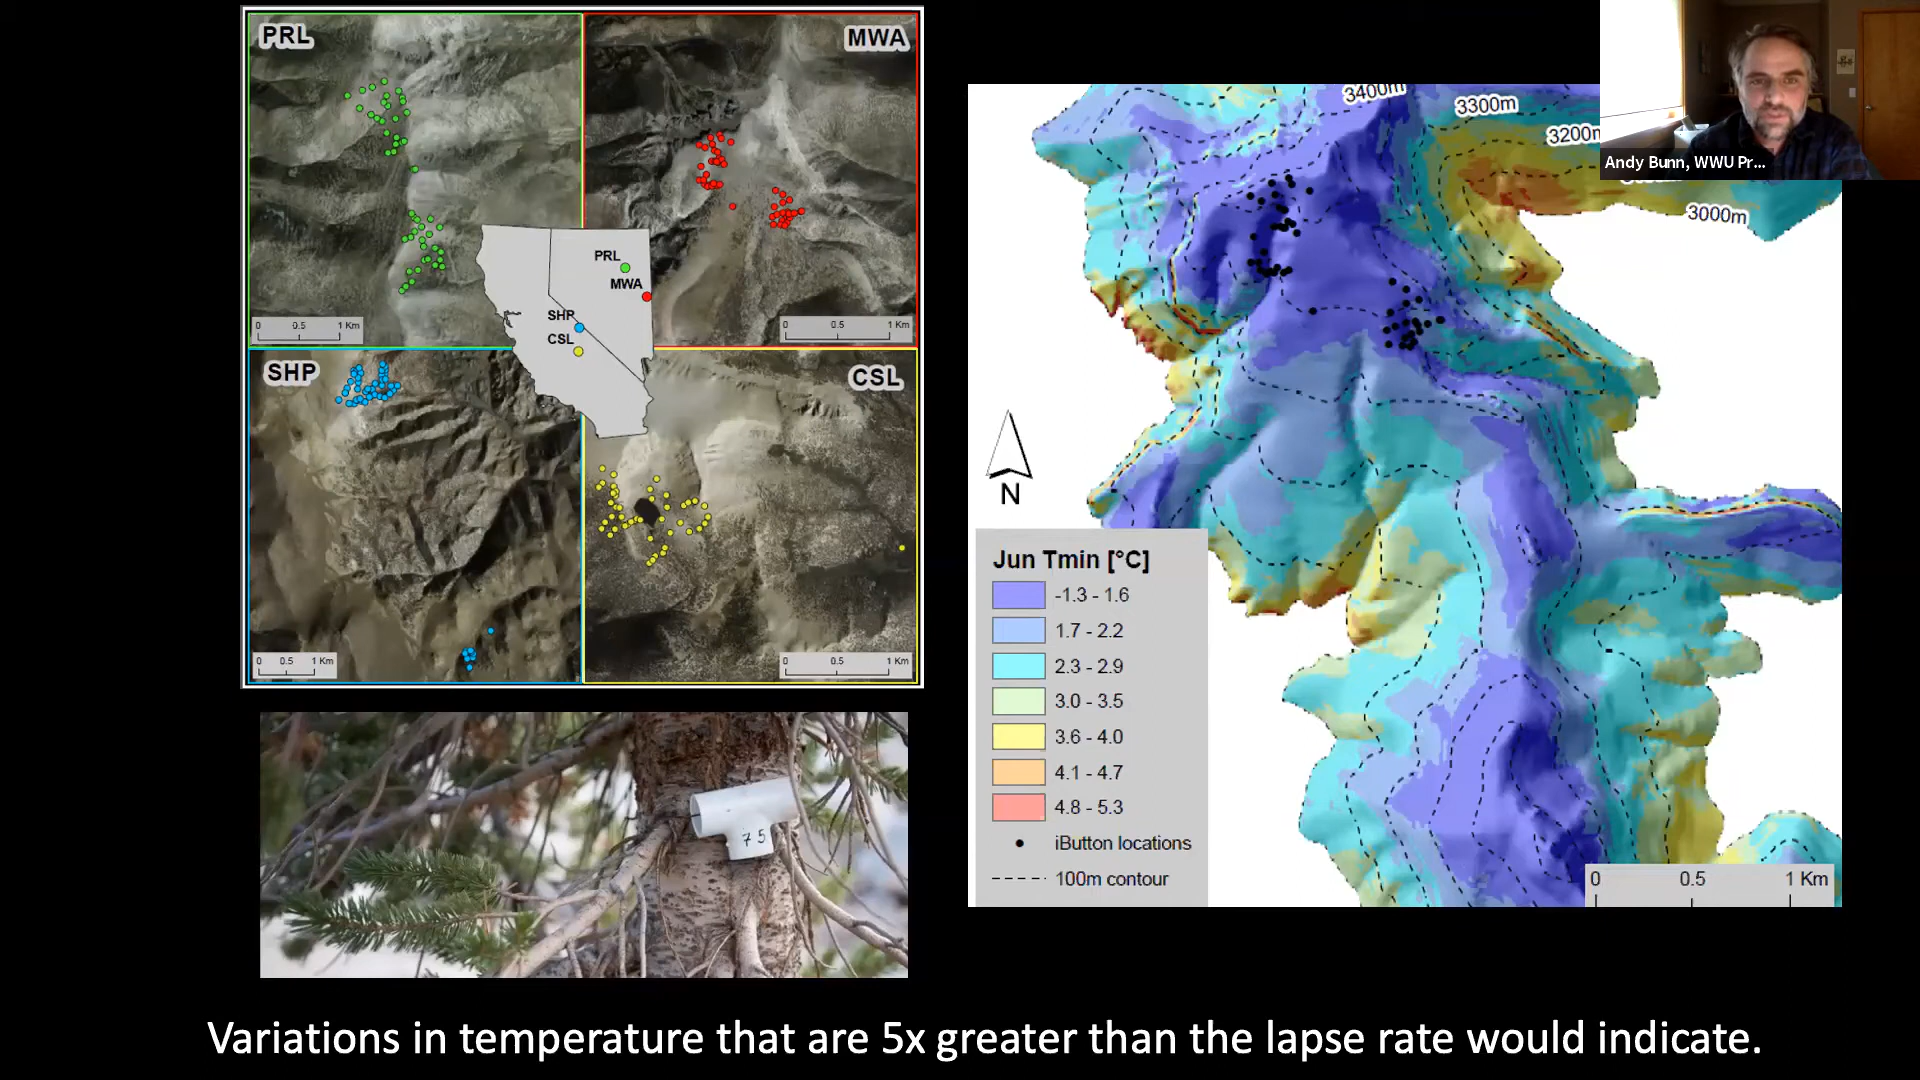 PRL
MWA
PRL
MWA
SHP
CSL
0 0.5 1 Km
0 0.5 1 Km
SHP
CSL
0 0.5 1 Km
0 0.5 1 Km
75
3400m
3300m
3200m
3000m
N
Jun Tmin [°C]
-1.3 - 1.6
1.7 - 2.2
2.3 - 2.9
3.0 - 3.5
3.6 - 4.0
4.1 - 4.7
4.8 - 5.3
iButton locations
100m contour
0 0.5 1 Km
Andy Bunn, WWU Pr...
Variations in temperature that are 5x greater than the lapse rate would indicate.